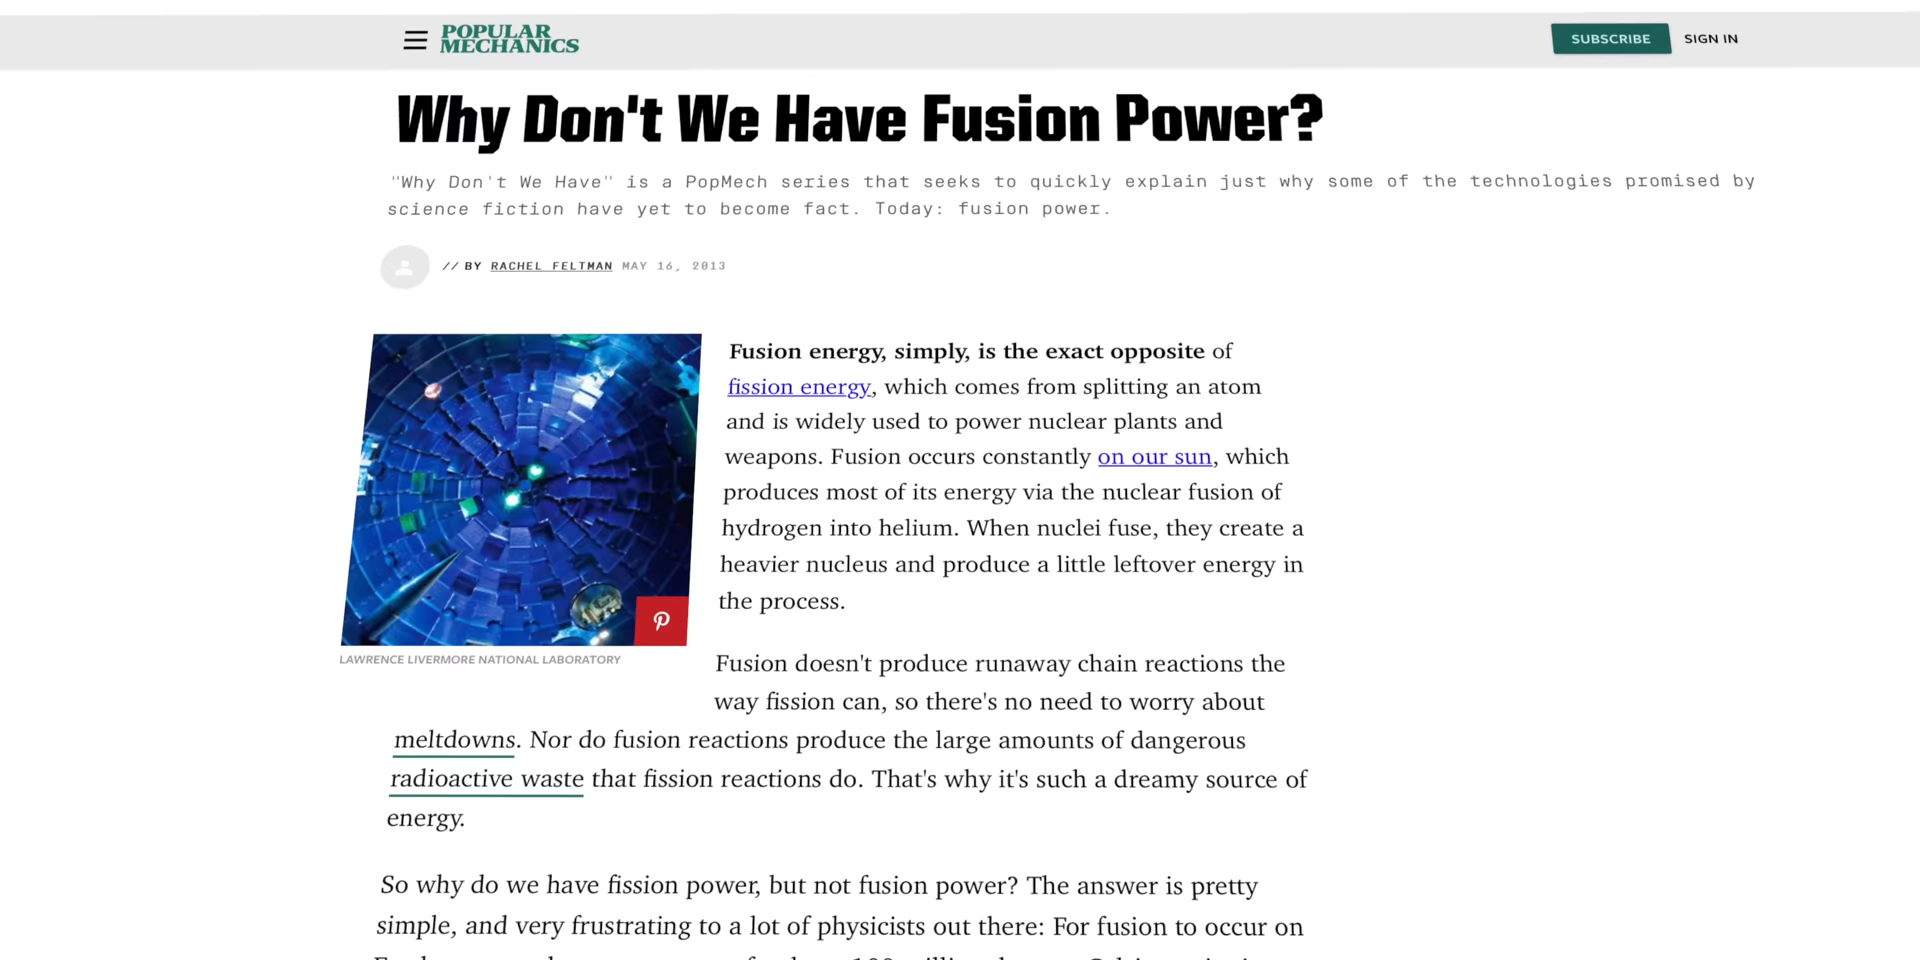 POPULAR
MECHANICS
SUBSCRIBE
SIGN IN
Why Don't We Have Fusion Power?
"Why Don't We Have" is a PopMech series that seeks to quickly explain just why some of the technologies promised by
science fiction have yet to become fact. Today: fusion power.
// BY RACHEL FELTMAN MAY 16, 2013
LAWRENCE LIVERMORE NATIONAL LABORATORY
Fusion energy, simply, is the exact opposite of
fission energy, which comes from splitting an atom
and is widely used to power nuclear plants and
weapons. Fusion occurs constantly on our sun, which
produces most of its energy via the nuclear fusion of
hydrogen into helium. When nuclei fuse, they create a
heavier nucleus and produce a little leftover energy in
the process.
Fusion doesn't produce runaway chain reactions the
way fission can, so there's no need to worry about
meltdowns. Nor do fusion reactions produce the large amounts of dangerous
radioactive waste that fission reactions do. That's why it's such a dreamy source of
energy.
So why do we have fission power, but not fusion power? The answer is pretty
simple, and very frustrating to a lot of physicists out there: For fusion to occur on